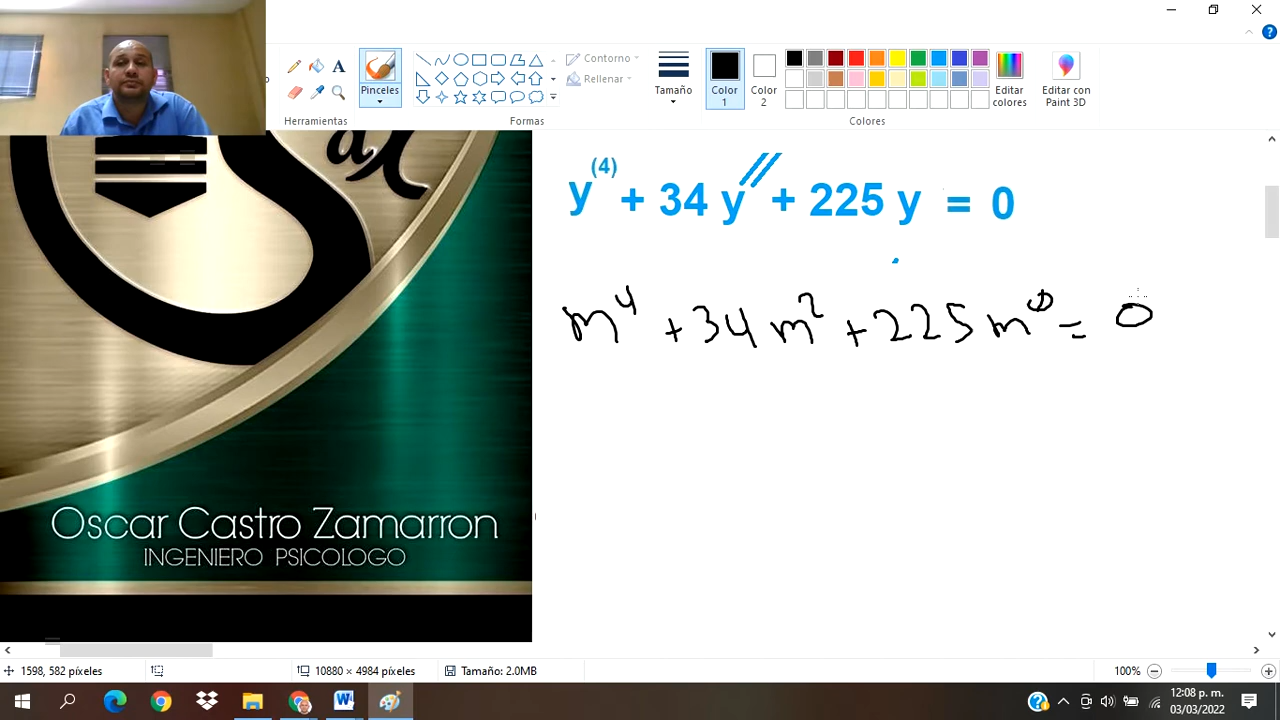 Contorno
Rellenar
Pinceles
Tamaño
Color
1
Color
2
Editar
colores
Editar con
Paint 3D
Herramientas
Formas
Colores
al
y(4) + 34 y'' + 225 y = 0
m⁴ + 34 m² + 225 m⁰ = 0
Oscar Castro Zamarron
INGENIERO PSICOLOGO
1598, 582 píxeles
10880 × 4984 píxeles
Tamaño: 2.0MB
100%
12:08 p. m.
03/03/2022